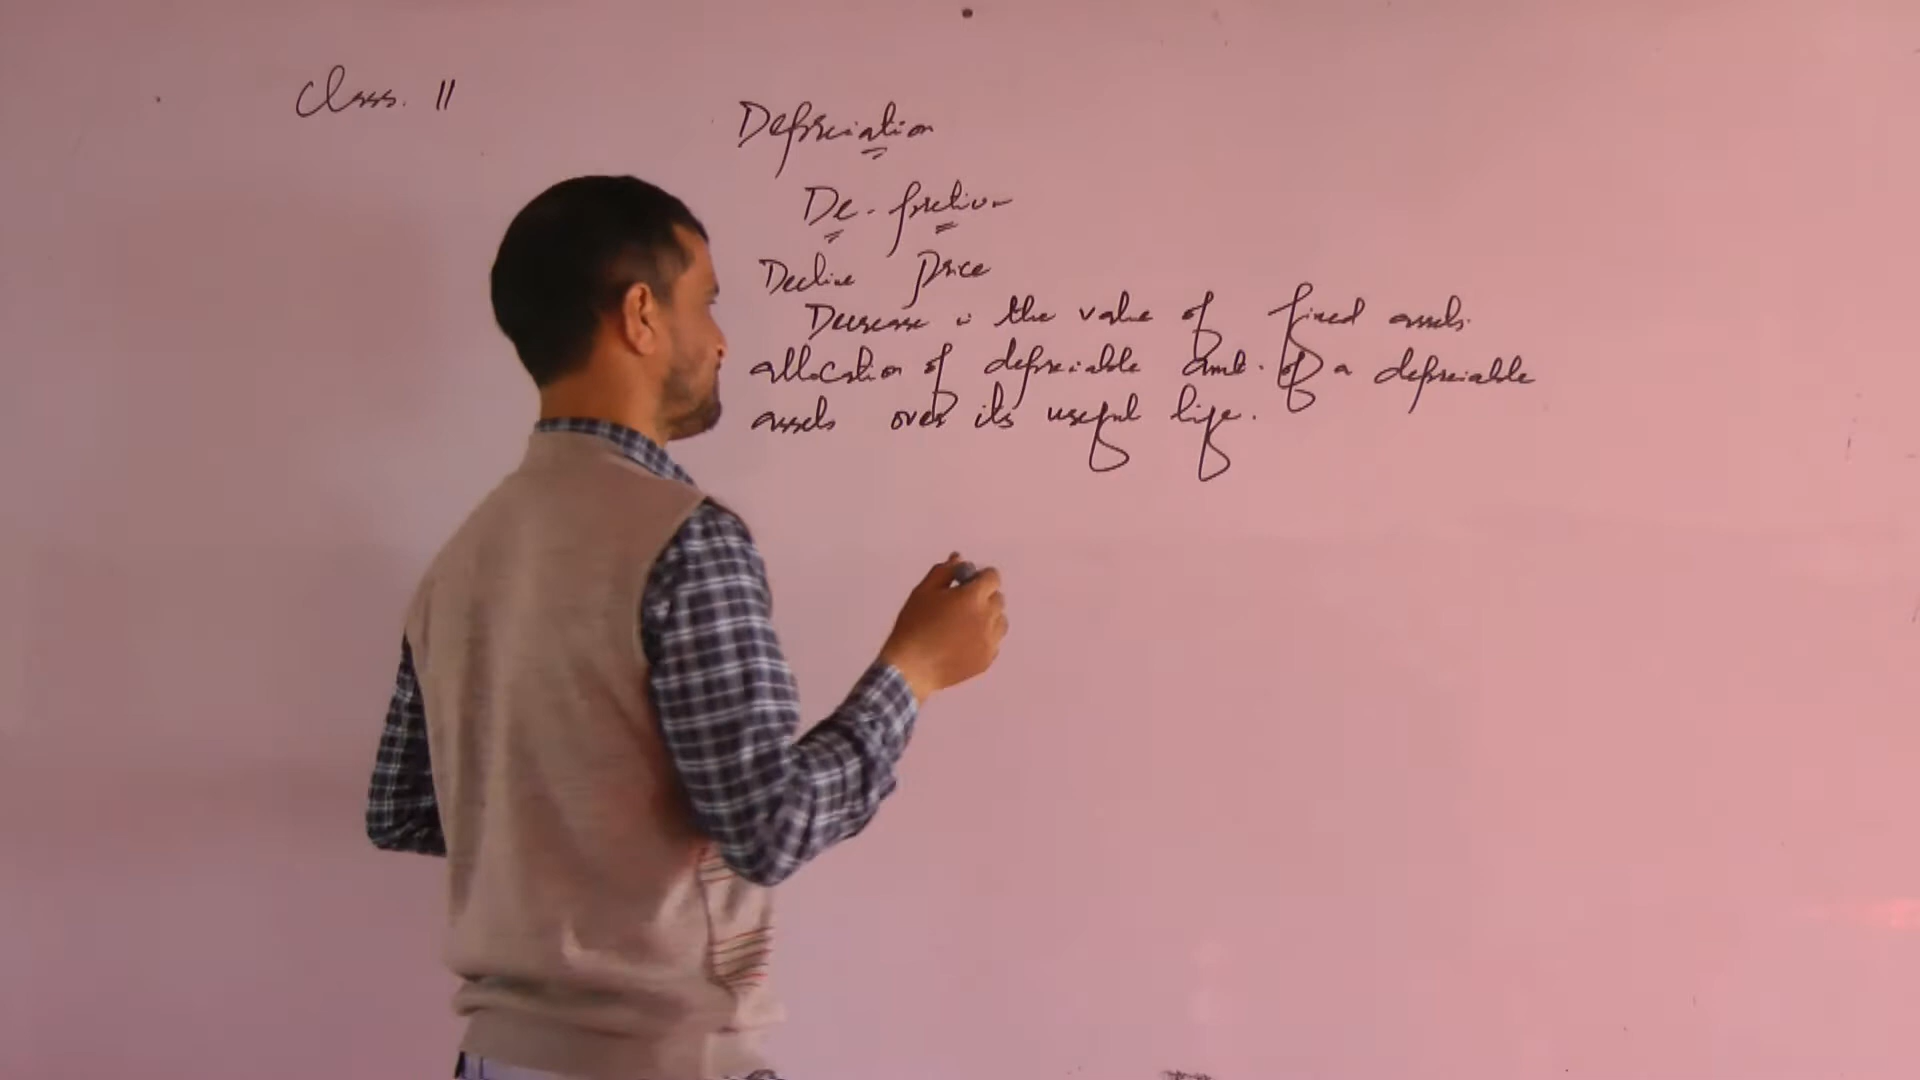 Class. 11
Depreciation
De - pretium
Decline Price
Decrease in the value of fixed assets.
allocation of depreciable amt. of a depreciable
assets over its useful life.